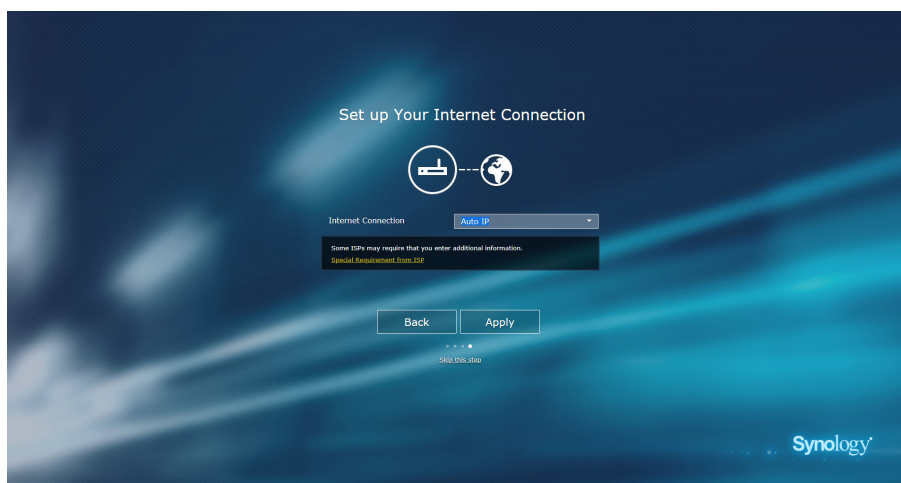 Set up Your Internet Connection
Internet Connection Auto IP
Some ISPs may require that you enter additional information.
Special Requirement from ISP
Back Apply
Skip this step
Synology